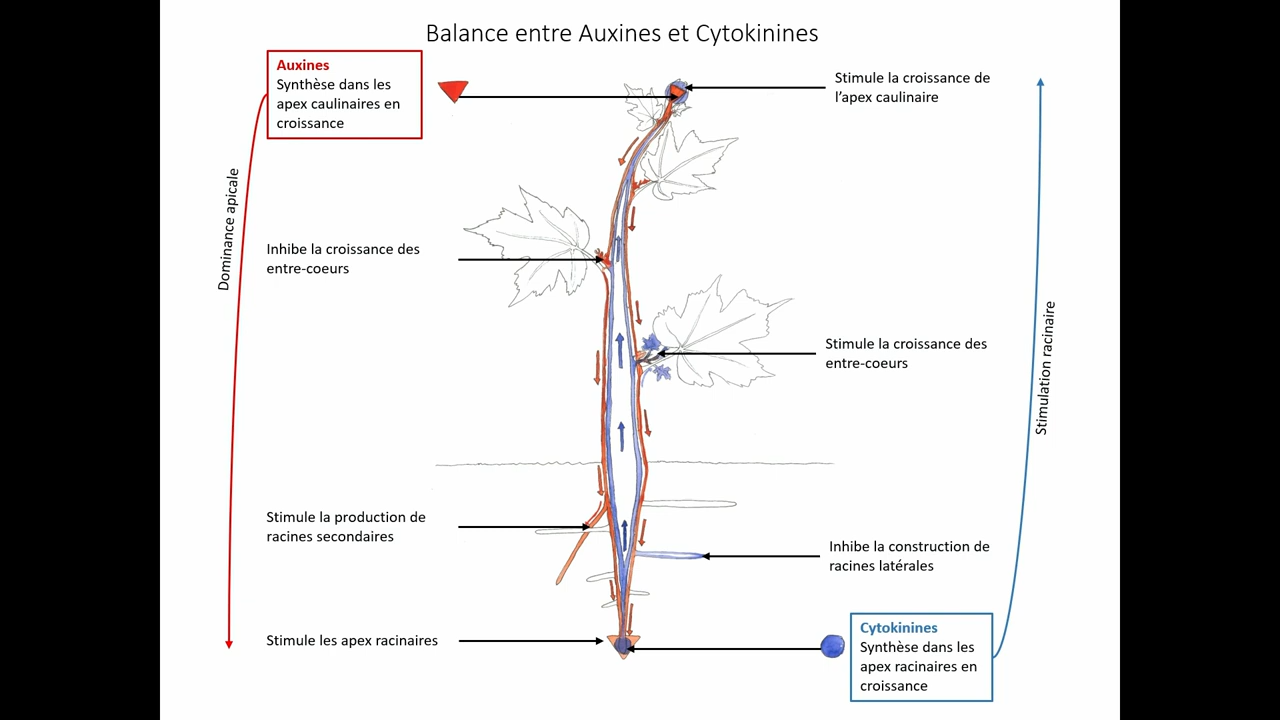 Balance entre Auxines et Cytokinines
Auxines
Synthèse dans les
apex caulinaires en
croissance
Stimule la croissance de
l’apex caulinaire
Dominance apicale
Inhibe la croissance des
entre-coeurs
Stimule la croissance des
entre-coeurs
Stimulation racinaire
Stimule la production de
racines secondaires
Inhibe la construction de
racines latérales
Stimule les apex racinaires
Cytokinines
Synthèse dans les
apex racinaires en
croissance